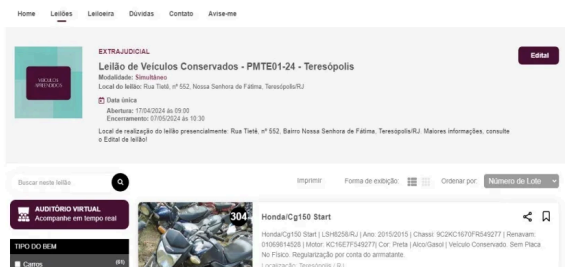 Home Leilões Leiloeira Dúvidas Contato Avise-me
VEÍCULOS
APREENDIDOS
EXTRAJUDICIAL
Edital
Leilão de Veículos Conservados - PMTE01-24 - Teresópolis
Modalidade: Simultâneo
Local do leilão: Rua Tietê, nº 552, Nossa Senhora de Fátima, Teresópolis/RJ
Data única
Abertura: 17/04/2024 às 09:00
Encerramento: 07/05/2024 às 10:30
Local de realização do leilão presencialmente: Rua Tietê, nº 552, Bairro Nossa Senhora de Fátima, Teresópolis/RJ. Maiores informações, consulte
o Edital de leilão!
Buscar neste leilão
Imprimir Forma de exibição: Ordenar por: Número de Lote
AUDITÓRIO VIRTUAL
Acompanhe em tempo real
TIPO DO BEM
Carros (61)
304
Honda/Cg150 Start
Honda/Cg150 Start | LSH8258/RJ | Ano: 2015/2015 | Chassi: 9C2KC1670FR549277 | Renavam:
01069814528 | Motor: KC16E7F549277| Cor: Preta | Alco/Gasol | Veículo Conservado. Sem Placa
No Físico. Regularização por conta do arrematante.
Localização: Teresópolis / RJ